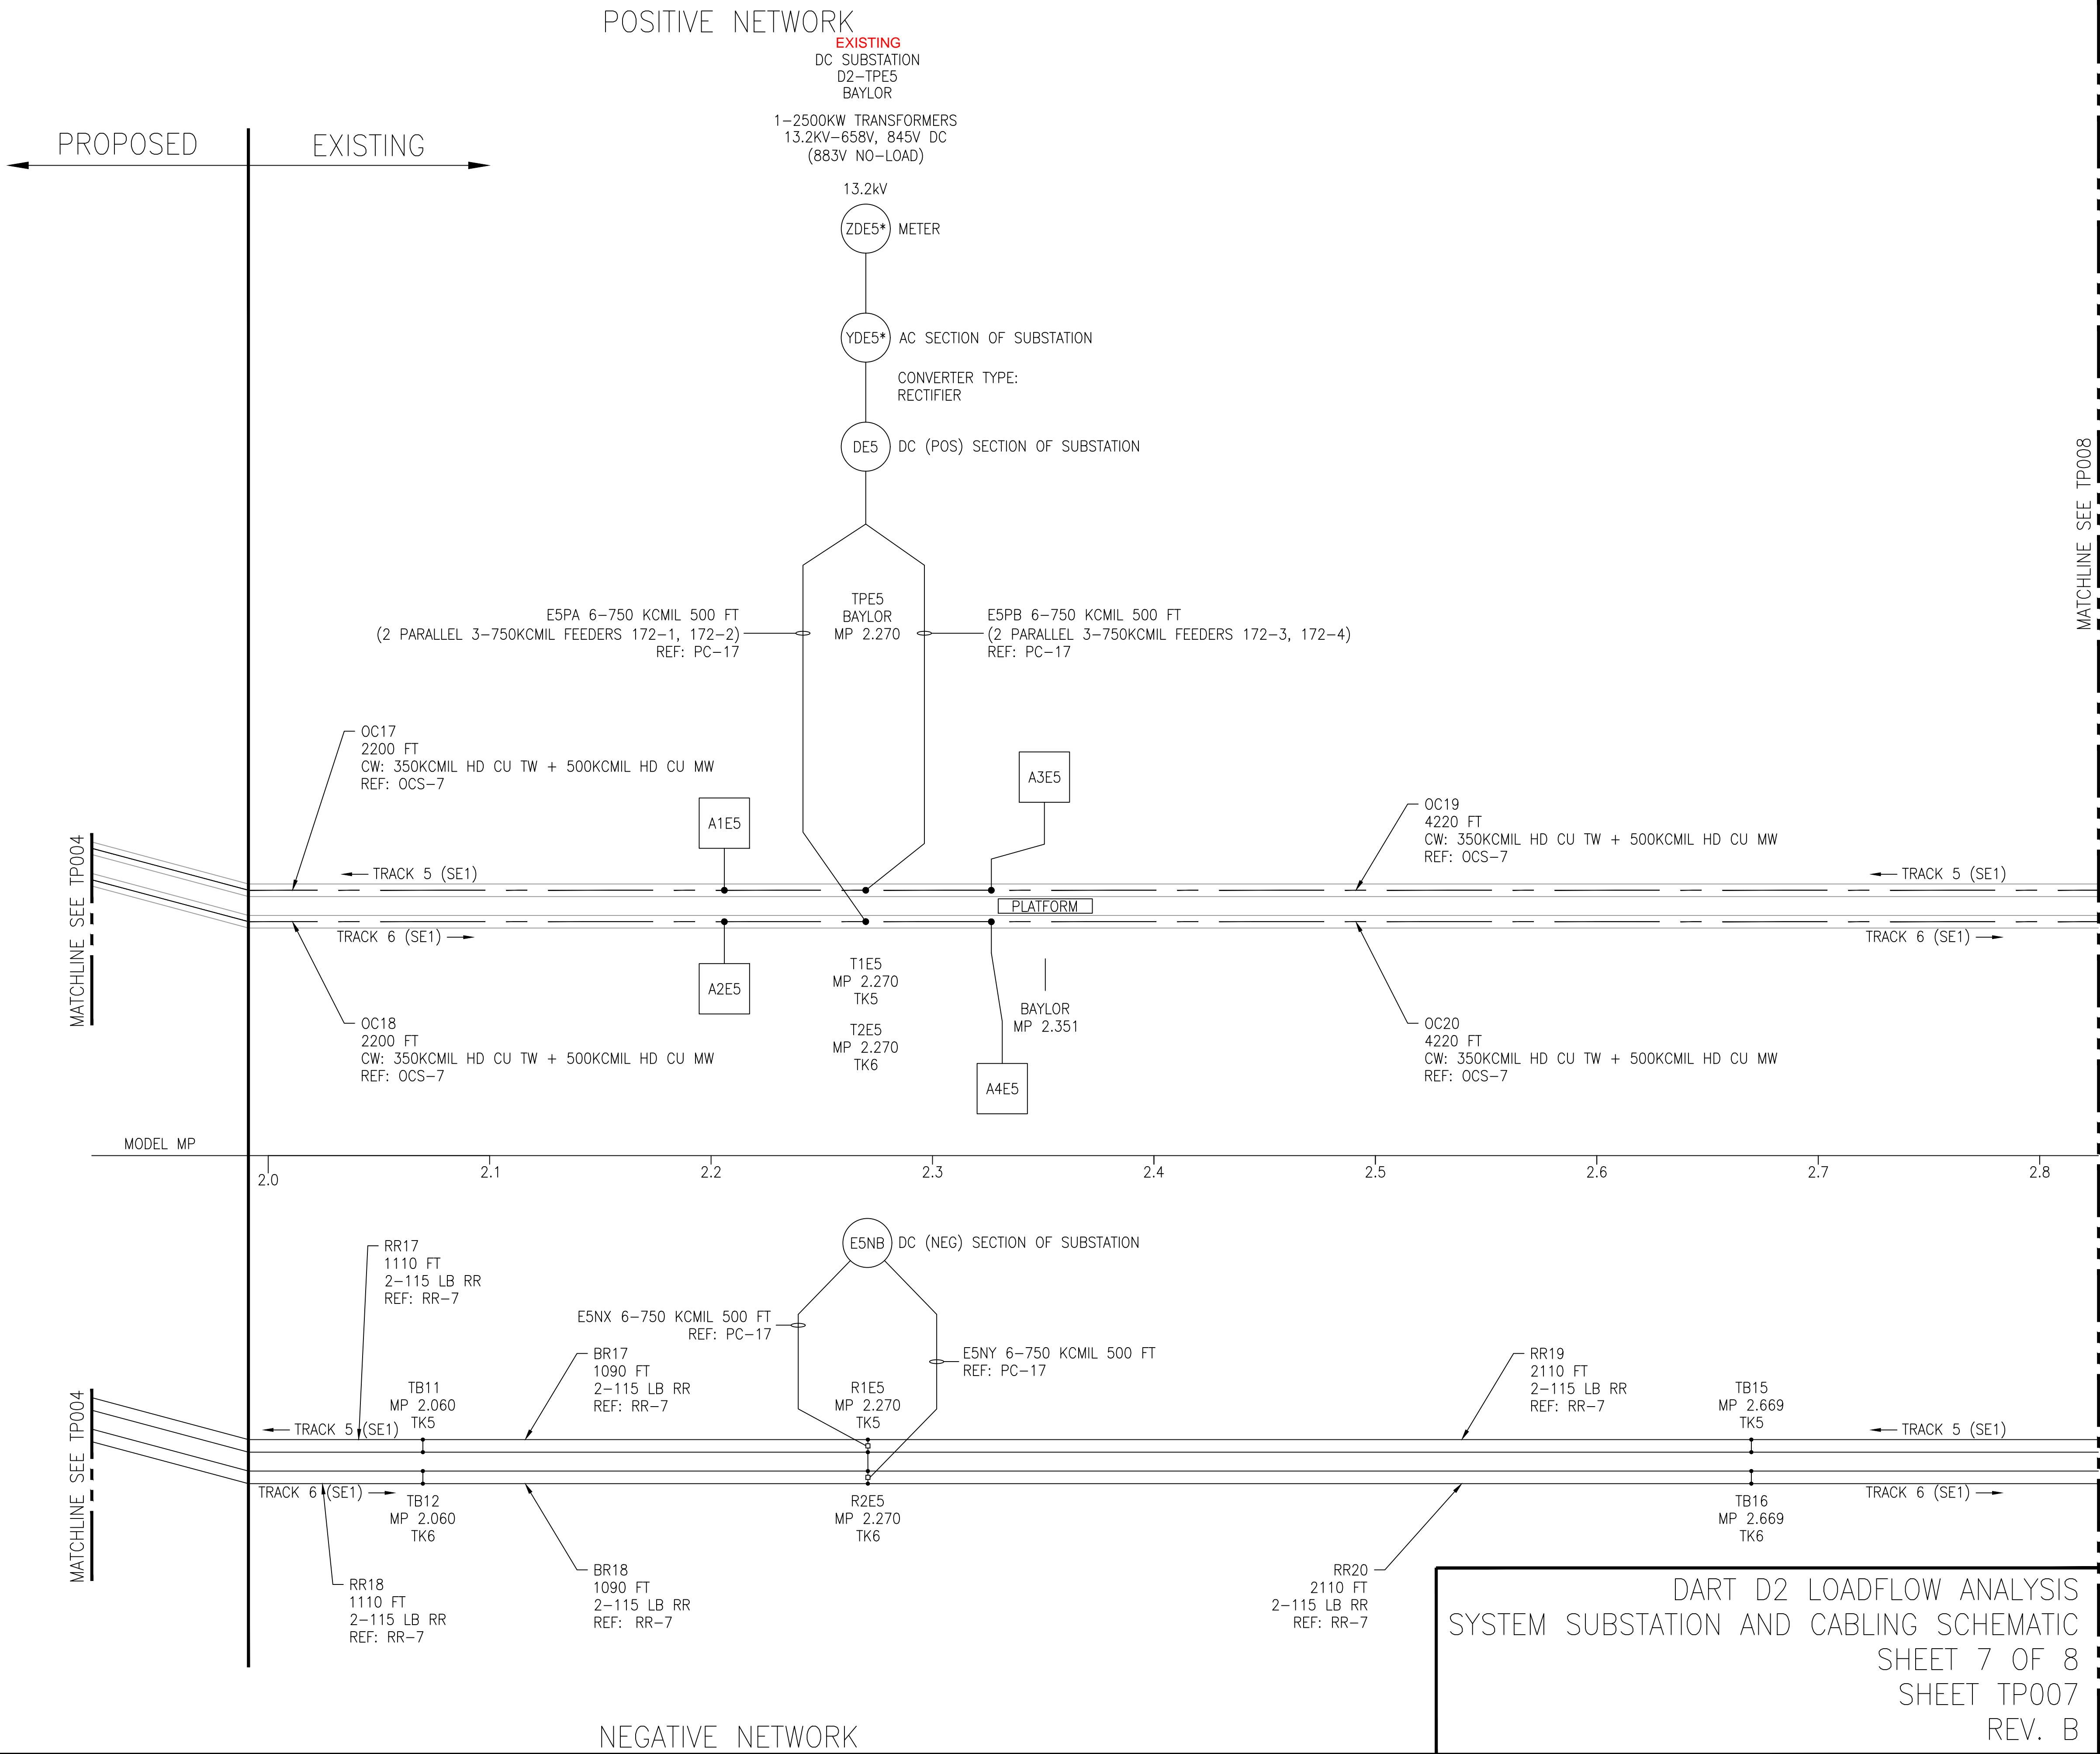 POSITIVE NETWORK
EXISTING
DC SUBSTATION
D2-TPE5
BAYLOR
1-2500KW TRANSFORMERS
13.2KV-658V, 845V DC
(883V NO-LOAD)
PROPOSED
EXISTING
13.2kV
ZDE5*
METER
YDE5*
AC SECTION OF SUBSTATION
CONVERTER TYPE:
RECTIFIER
DE5
DC (POS) SECTION OF SUBSTATION
MATCHLINE SEE TP008
E5PA 6-750 KCMIL 500 FT
(2 PARALLEL 3-750KCMIL FEEDERS 172-1, 172-2)
REF: PC-17
TPE5
BAYLOR
MP 2.270
E5PB 6-750 KCMIL 500 FT
(2 PARALLEL 3-750KCMIL FEEDERS 172-3, 172-4)
REF: PC-17
OC17
2200 FT
CW: 350KCMIL HD CU TW + 500KCMIL HD CU MW
REF: OCS-7
A1E5
A3E5
OC19
4220 FT
CW: 350KCMIL HD CU TW + 500KCMIL HD CU MW
REF: OCS-7
MATCHLINE SEE TP004
TRACK 5 (SE1)
TRACK 5 (SE1)
PLATFORM
TRACK 6 (SE1)
TRACK 6 (SE1)
A2E5
T1E5
MP 2.270
TK5
T2E5
MP 2.270
TK6
BAYLOR
MP 2.351
A4E5
OC18
2200 FT
CW: 350KCMIL HD CU TW + 500KCMIL HD CU MW
REF: OCS-7
OC20
4220 FT
CW: 350KCMIL HD CU TW + 500KCMIL HD CU MW
REF: OCS-7
MODEL MP
2.0
2.1
2.2
2.3
2.4
2.5
2.6
2.7
2.8
E5NB
DC (NEG) SECTION OF SUBSTATION
RR17
1110 FT
2-115 LB RR
REF: RR-7
E5NX 6-750 KCMIL 500 FT
REF: PC-17
E5NY 6-750 KCMIL 500 FT
REF: PC-17
BR17
1090 FT
2-115 LB RR
REF: RR-7
RR19
2110 FT
2-115 LB RR
REF: RR-7
TB11
MP 2.060
TK5
R1E5
MP 2.270
TK5
TB15
MP 2.669
TK5
MATCHLINE SEE TP004
TRACK 5 (SE1)
TRACK 5 (SE1)
TRACK 6 (SE1)
TRACK 6 (SE1)
TB12
MP 2.060
TK6
R2E5
MP 2.270
TK6
TB16
MP 2.669
TK6
RR18
1110 FT
2-115 LB RR
REF: RR-7
BR18
1090 FT
2-115 LB RR
REF: RR-7
RR20
2110 FT
2-115 LB RR
REF: RR-7
DART D2 LOADFLOW ANALYSIS
SYSTEM SUBSTATION AND CABLING SCHEMATIC
SHEET 7 OF 8
SHEET TP007
REV. B
NEGATIVE NETWORK